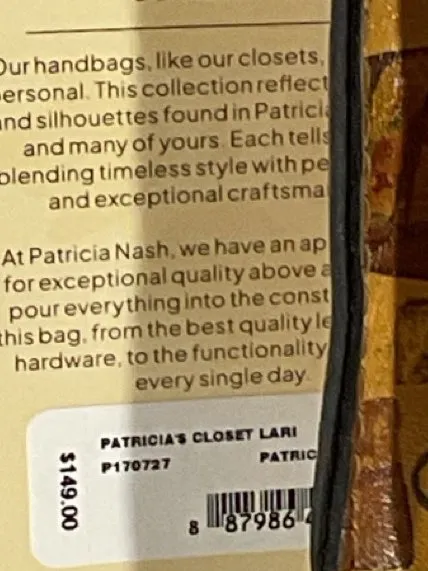 Our handbags, like our closets,
ersonal. This collection reflect
nd silhouettes found in Patricia
and many of yours. Each tells
blending timeless style with pe
and exceptional craftsma
At Patricia Nash, we have an ap
for exceptional quality above a
pour everything into the const
this bag, from the best quality le
hardware, to the functionality
every single day.
PATRICIA'S CLOSET LARI
P170727 PATRIC
$149.00
8 87986